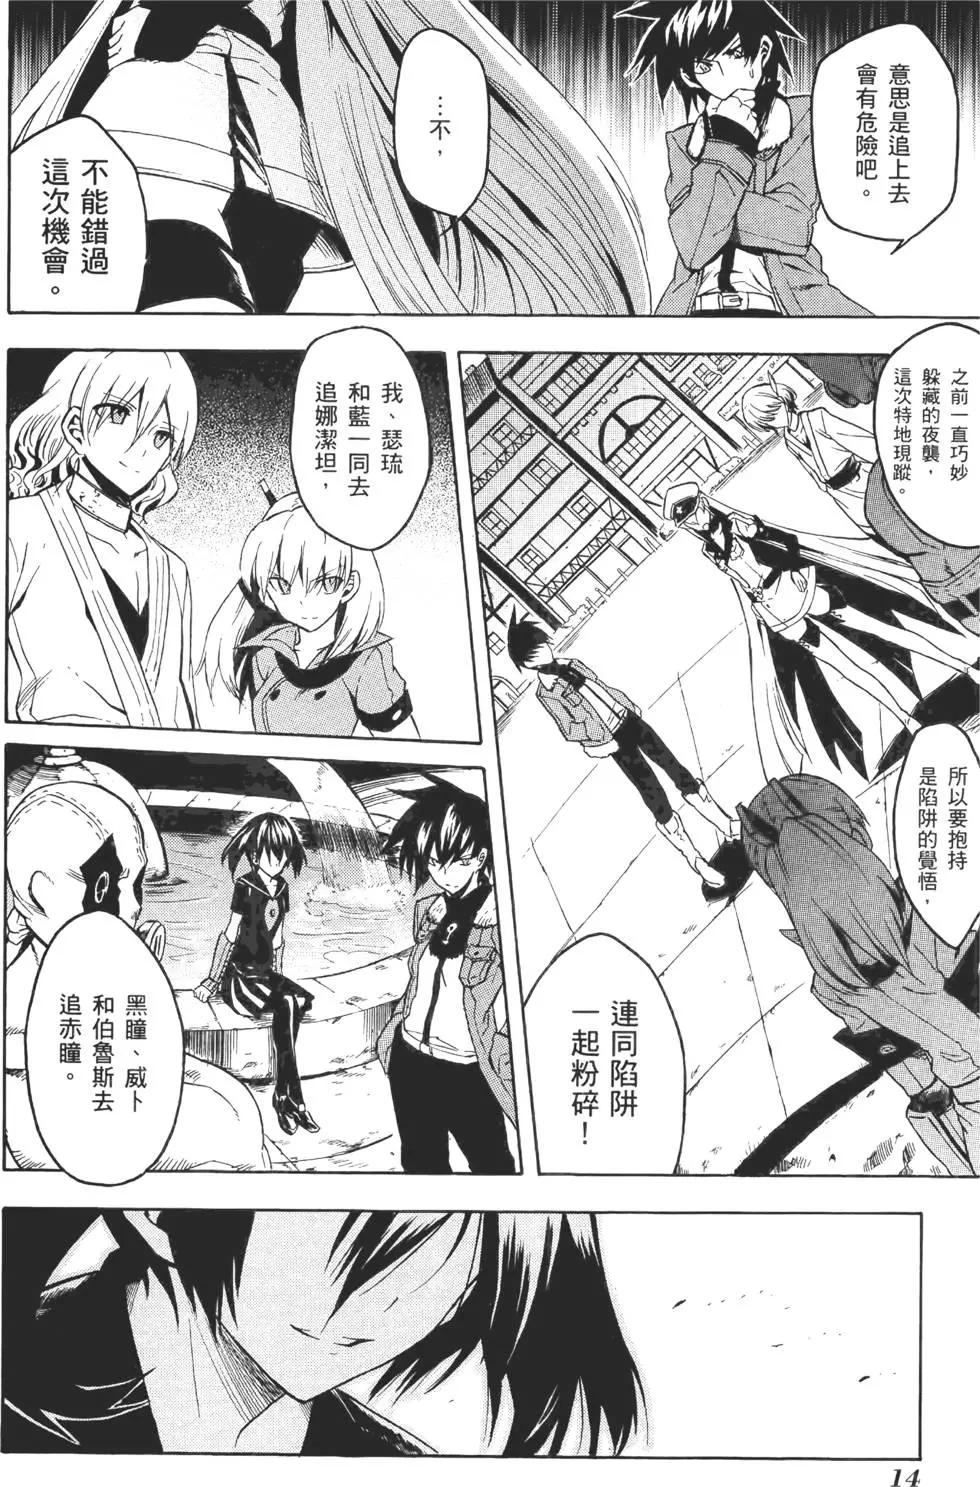 意思是追上去
會有危險吧。
…不,
不能錯過
這次機會。
之前一直巧妙
躲藏的夜襲,
這次特地現蹤。
所以要抱持
是陷阱的覺悟,
連同陷阱
一起粉碎!
我、瑟琉
和藍一同去
追娜潔坦,
黑瞳、威卜
和伯魯斯去
追赤瞳。
14